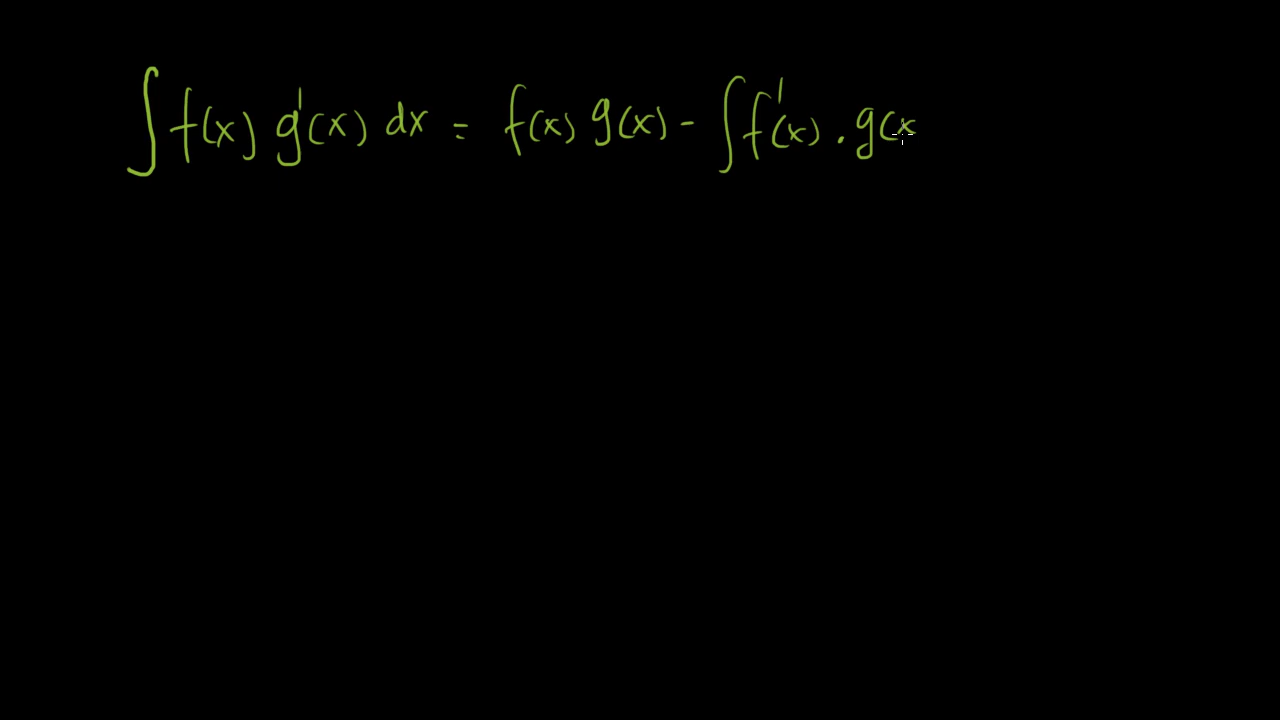 ∫ f(x) g'(x) dx = f(x) g(x) - ∫ f'(x) . g(x